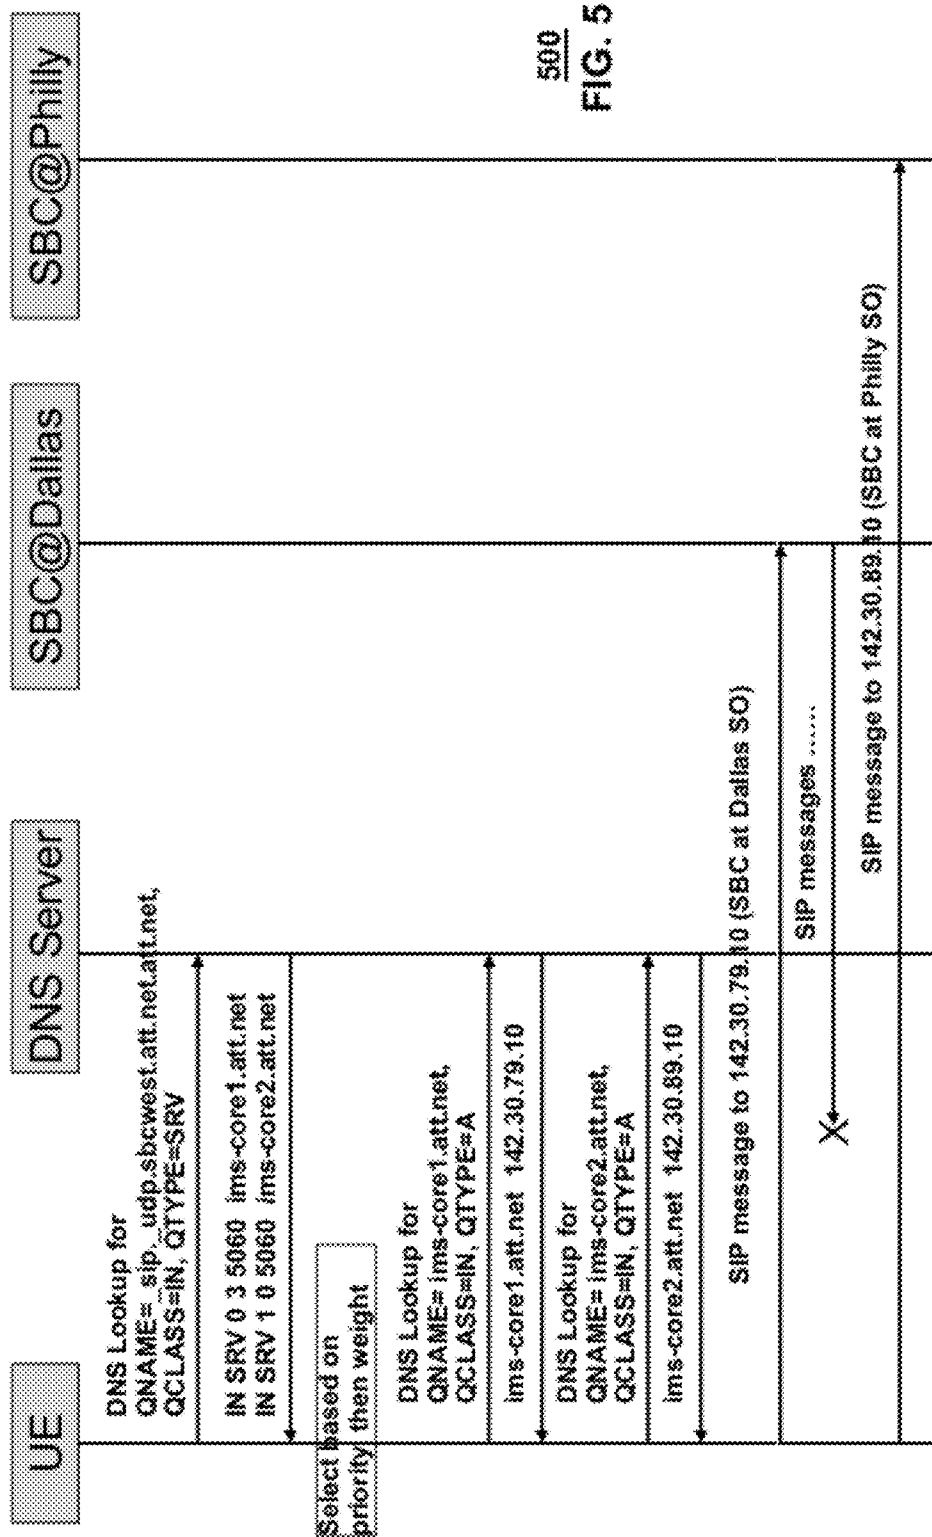 UE
DNS Server
SBC@Dallas
SBC@Philly
DNS Lookup for
QNAME=_sip._udp.sbcwest.att.net.att.net,
QCLASS=IN, QTYPE=SRV
IN SRV 0 3 5060 ims-core1.att.net
IN SRV 1 0 5060 ims-core2.att.net
Select based on
priority then weight
DNS Lookup for
QNAME= ims-core1.att.net,
QCLASS=IN, QTYPE=A
ims-core1.att.net 142.30.79.10
DNS Lookup for
QNAME= ims-core2.att.net,
QCLASS=IN, QTYPE=A
ims-core2.att.net 142.30.89.10
SIP message to 142.30.79.10 (SBC at Dallas SO)
SIP messages ......
SIP message to 142.30.89.10 (SBC at Philly SO)
500
FIG. 5